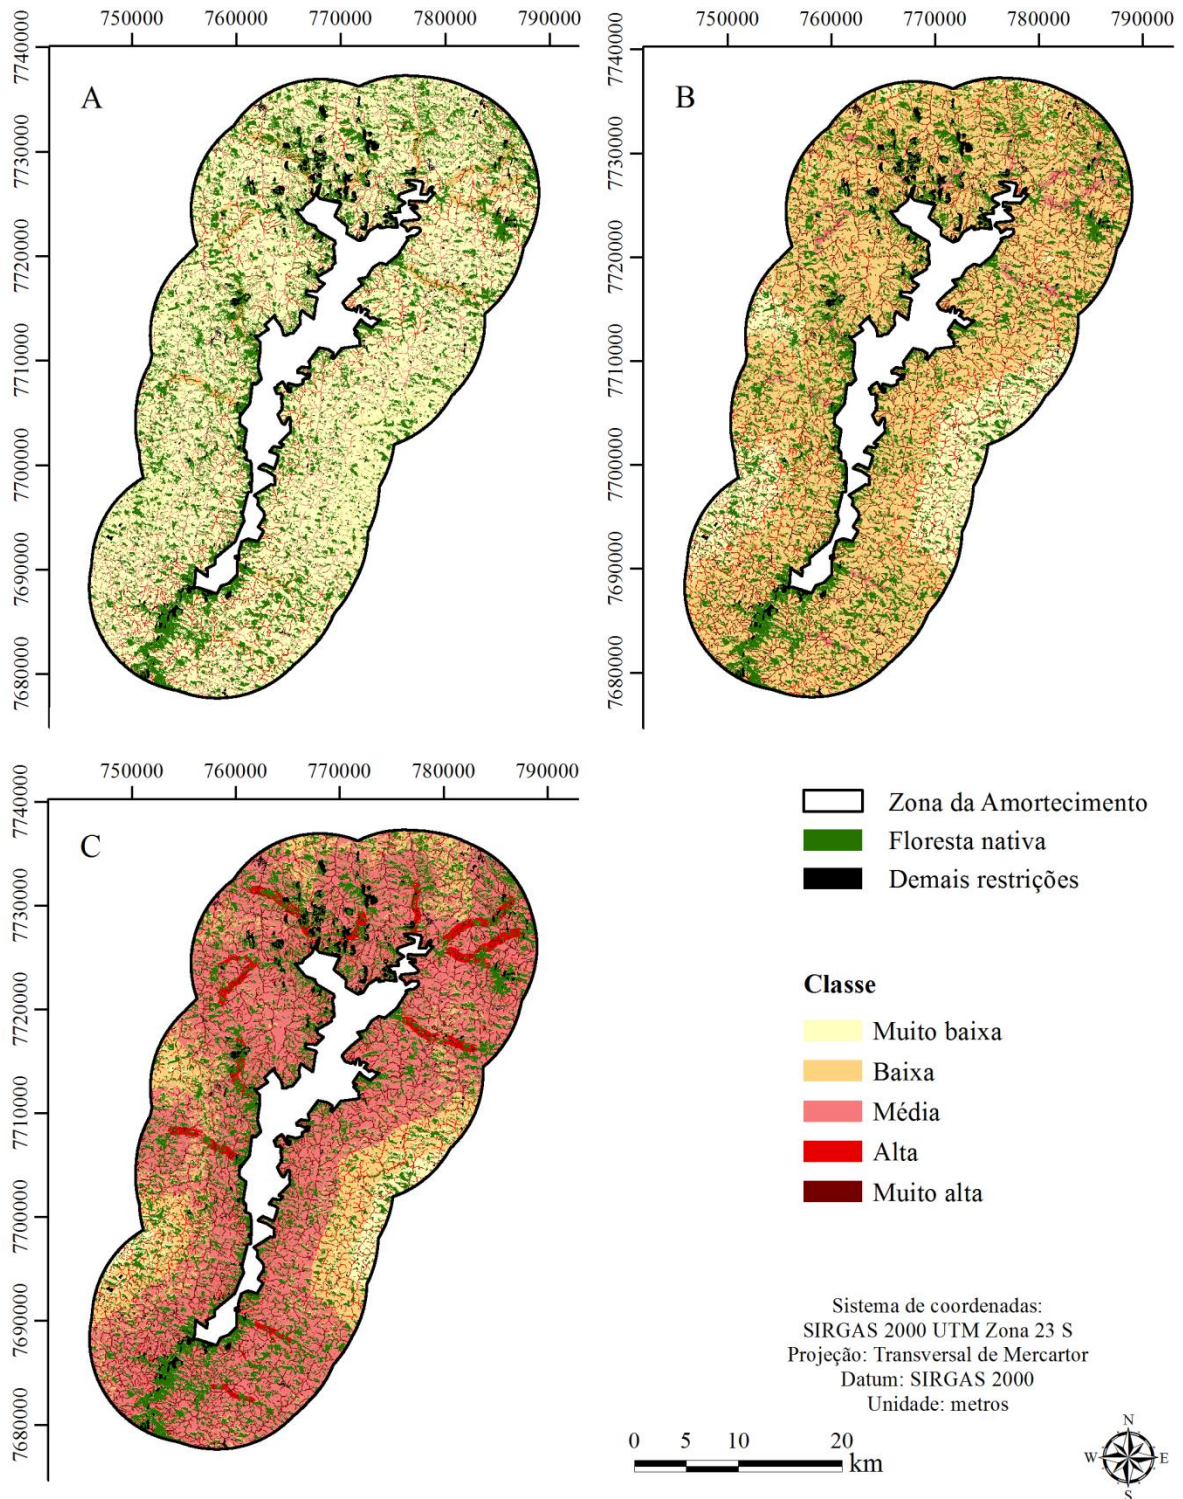 750000 760000 770000 780000 790000
750000 760000 770000 780000 790000
7740000
7730000
7720000
7710000
7700000
7690000
7680000
A
7740000
7730000
7720000
7710000
7700000
7690000
7680000
B
750000 760000 770000 780000 790000
7740000
7730000
7720000
7710000
7700000
7690000
7680000
C
Zona da Amortecimento
Floresta nativa
Demais restrições
Classe
Muito baixa
Baixa
Média
Alta
Muito alta
Sistema de coordenadas:
SIRGAS 2000 UTM Zona 23 S
Projeção: Transversal de Mercartor
Datum: SIRGAS 2000
Unidade: metros
0 5 10 20
km
N
W E
S